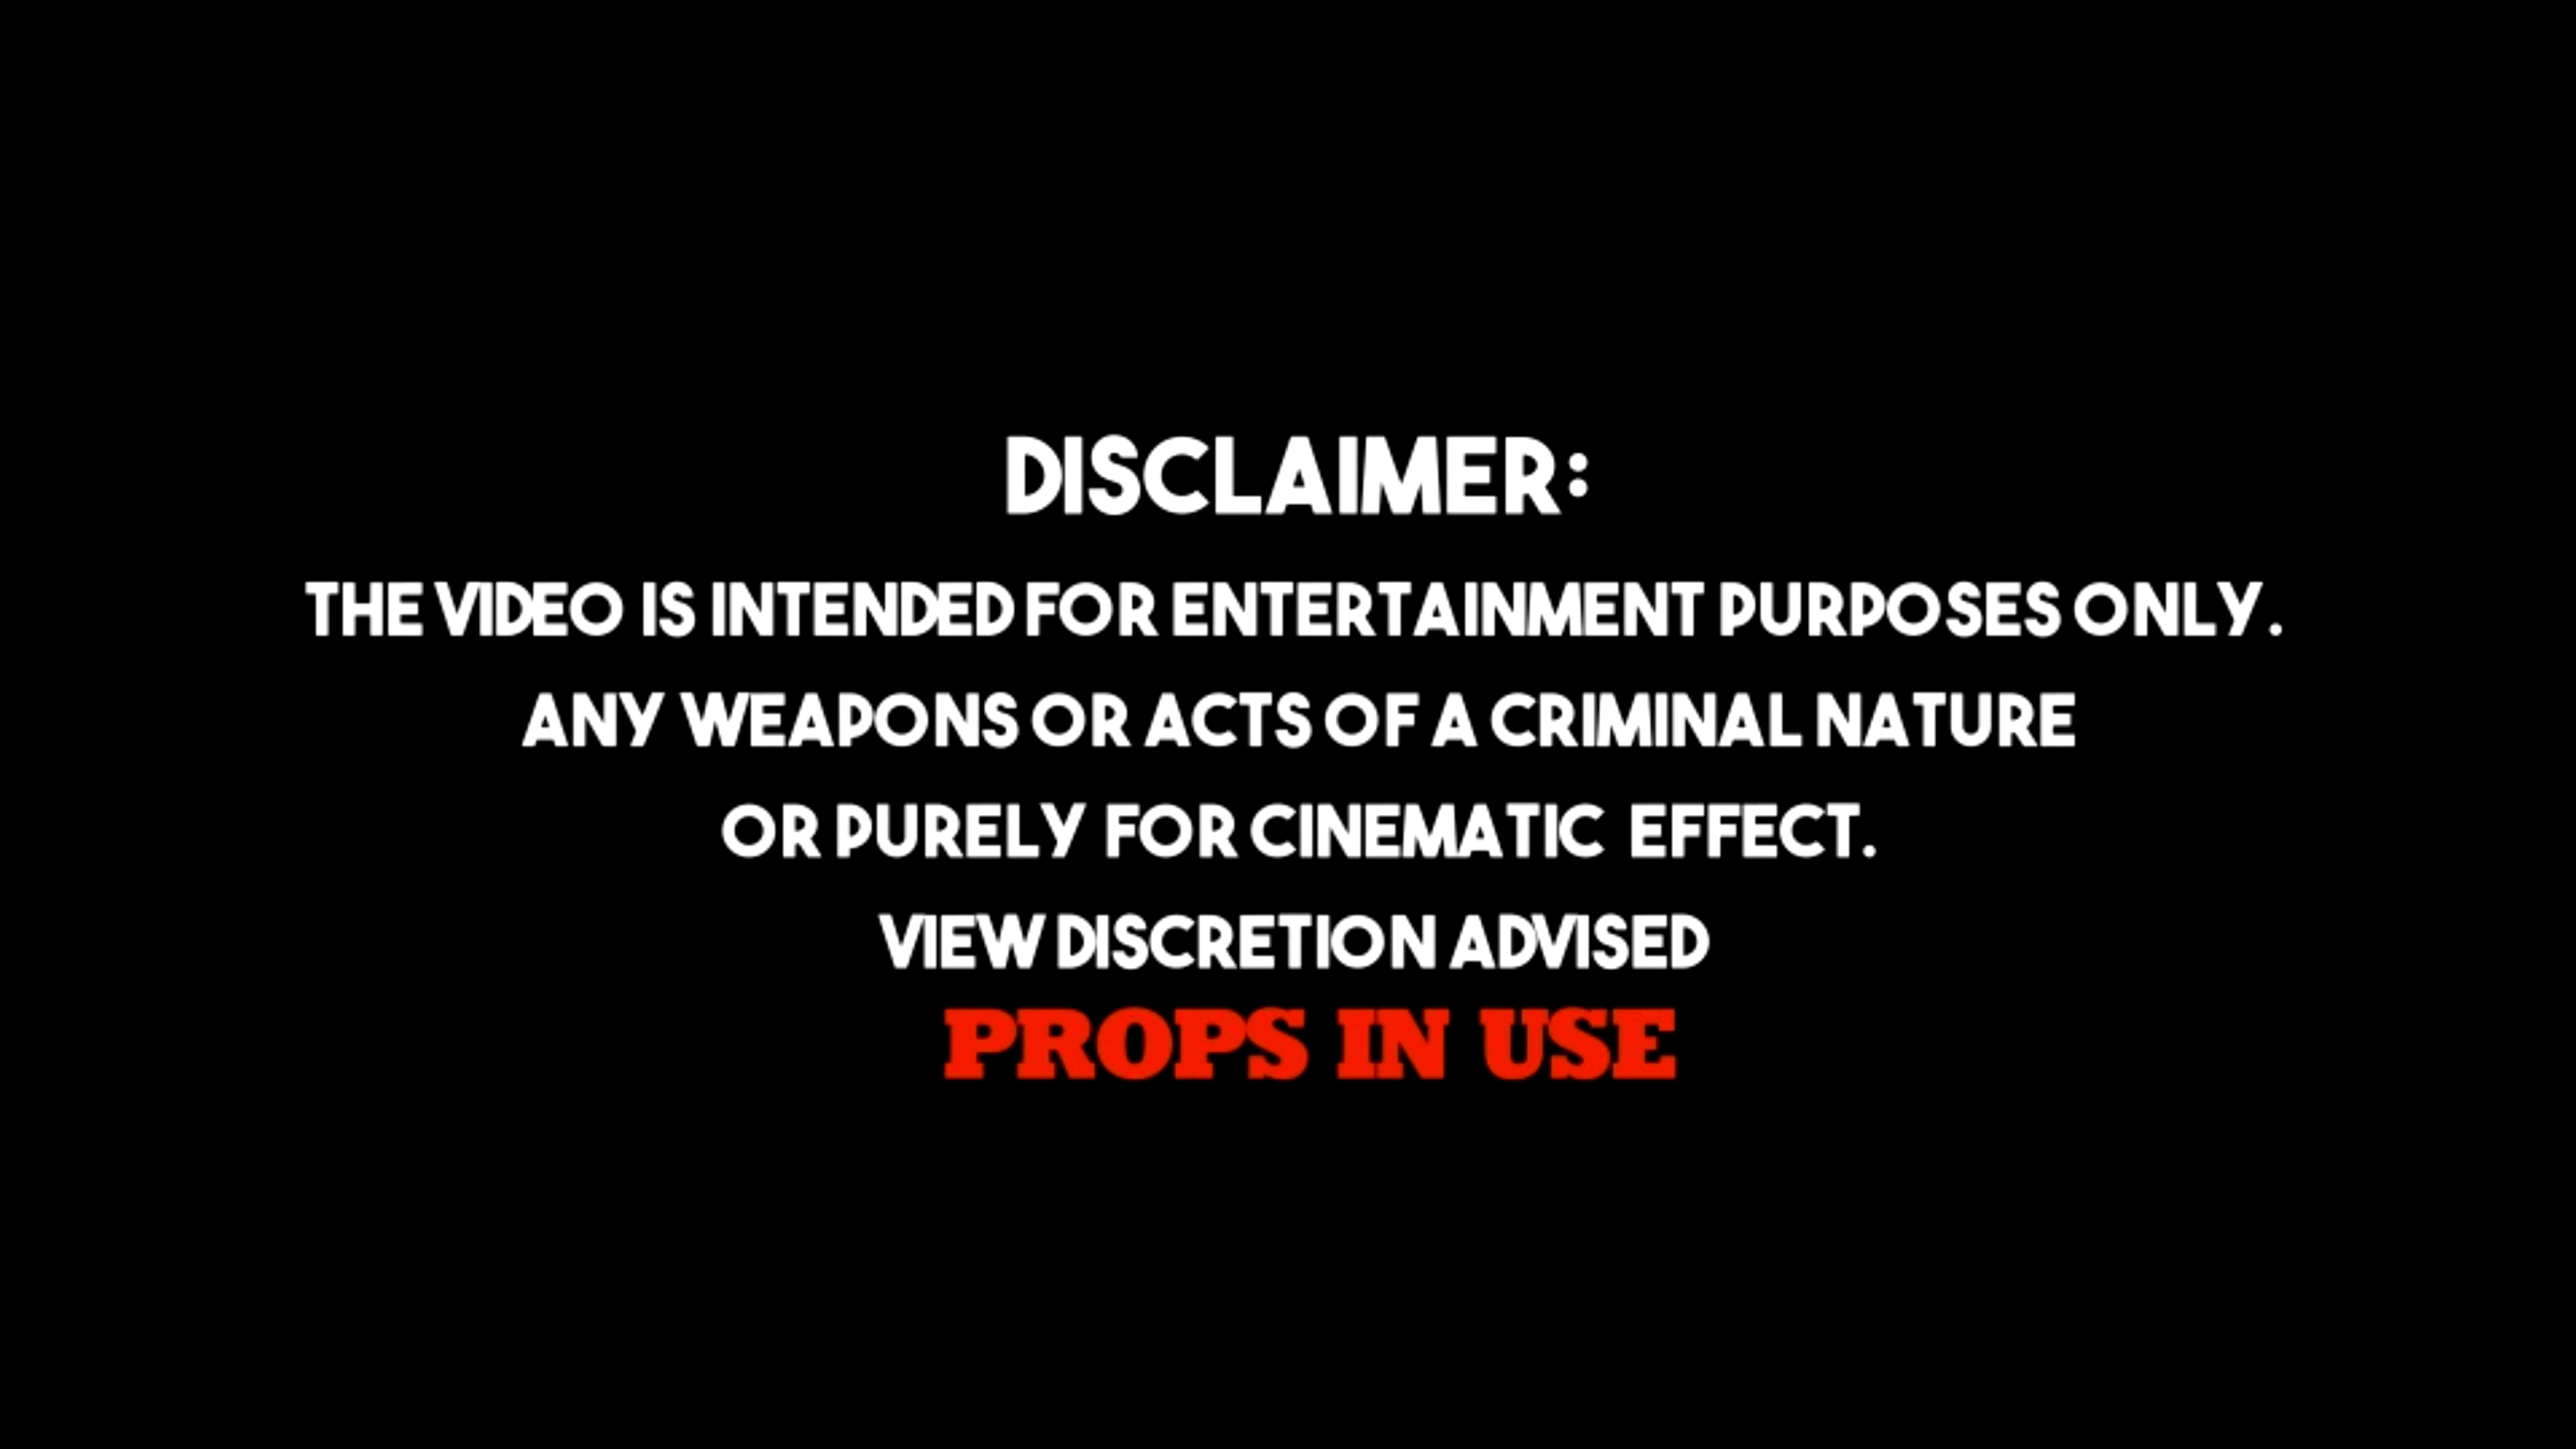 DISCLAIMER:
THE VIDEO IS INTENDED FOR ENTERTAINMENT PURPOSES ONLY.
ANY WEAPONS OR ACTS OF A CRIMINAL NATURE
OR PURELY FOR CINEMATIC EFFECT.
VIEW DISCRETION ADVISED
PROPS IN USE